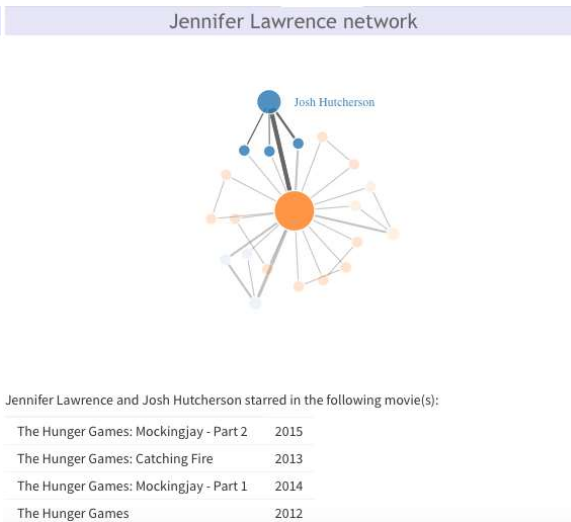 Jennifer Lawrence network
Josh Hutcherson
Jennifer Lawrence and Josh Hutcherson starred in the following movie(s):
The Hunger Games: Mockingjay - Part 2 2015
The Hunger Games: Catching Fire 2013
The Hunger Games: Mockingjay - Part 1 2014
The Hunger Games 2012